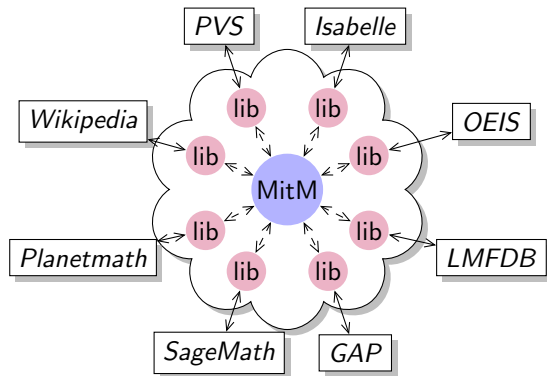 PVS
Isabelle
lib
lib
Wikipedia
OEIS
lib
lib
MitM
lib
lib
Planetmath
LMFDB
lib
lib
SageMath
GAP